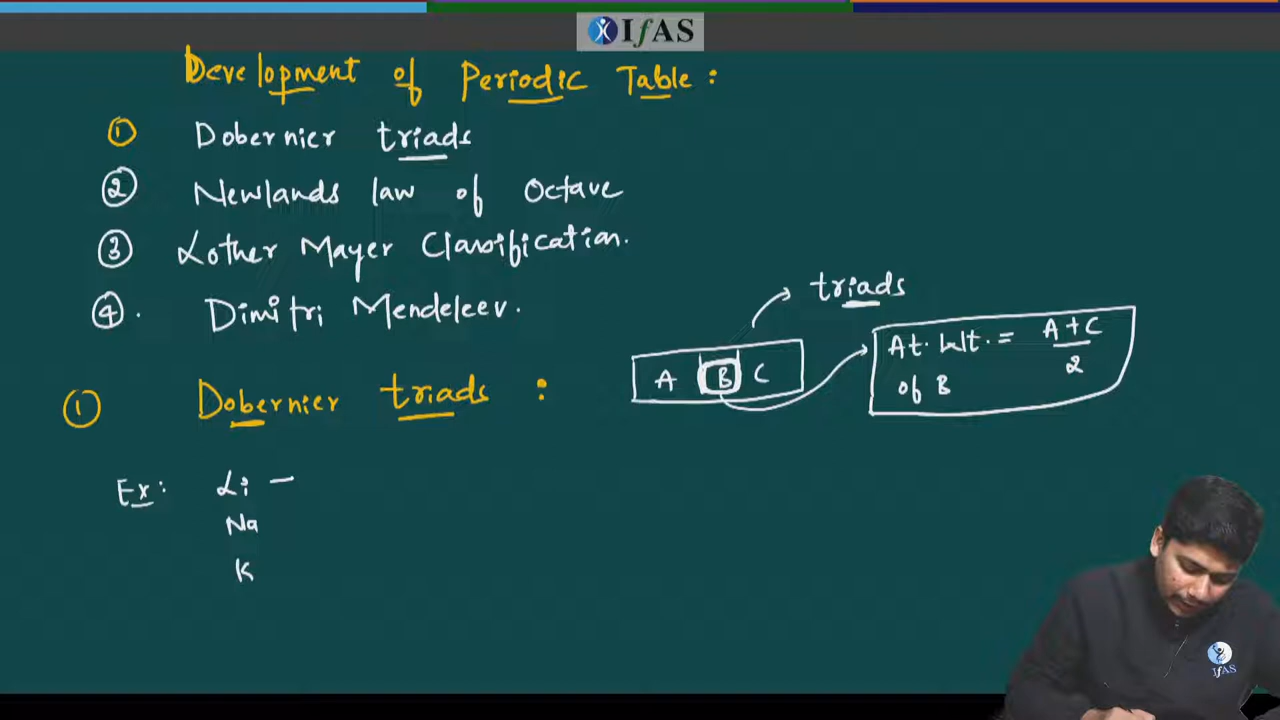 IfAS
Development of Periodic Table :
① Dobernier triads
② Newlands law of Octave
③ Lother Mayer Classification.
④. Dimitri Mendeleev.
triads
A B C
At. Wt. = A + C / 2
of B
① Dobernier triads :
Ex : Li —
Na
K
IfAS